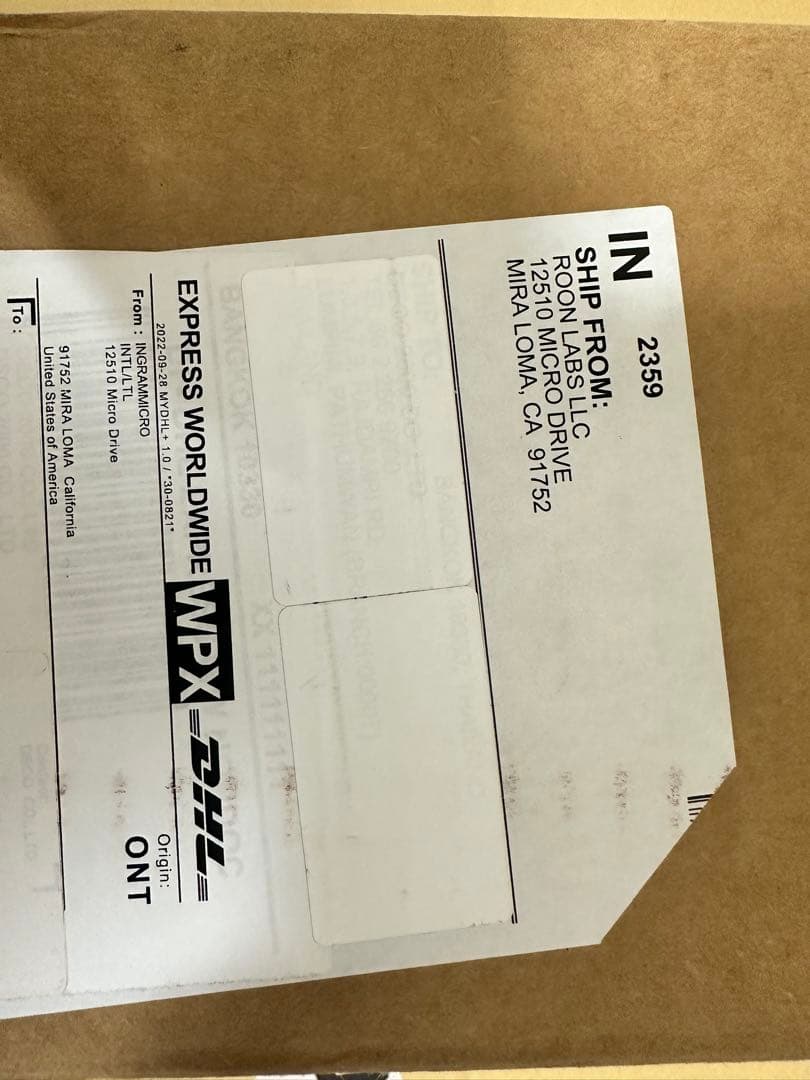 IN 2359
SHIP FROM:
ROON LABS LLC
12510 MICRO DRIVE
MIRA LOMA, CA 91752
BANGKOK
EXPRESS WORLDWIDE WPX DHL
2022-09-28 MYDHL+ 1.0 / *30-0821*
From : INGRAMMICRO
INTL/LTL
12510 Micro Drive
Origin:
ONT
91752 MIRA LOMA California
United States of America
To :